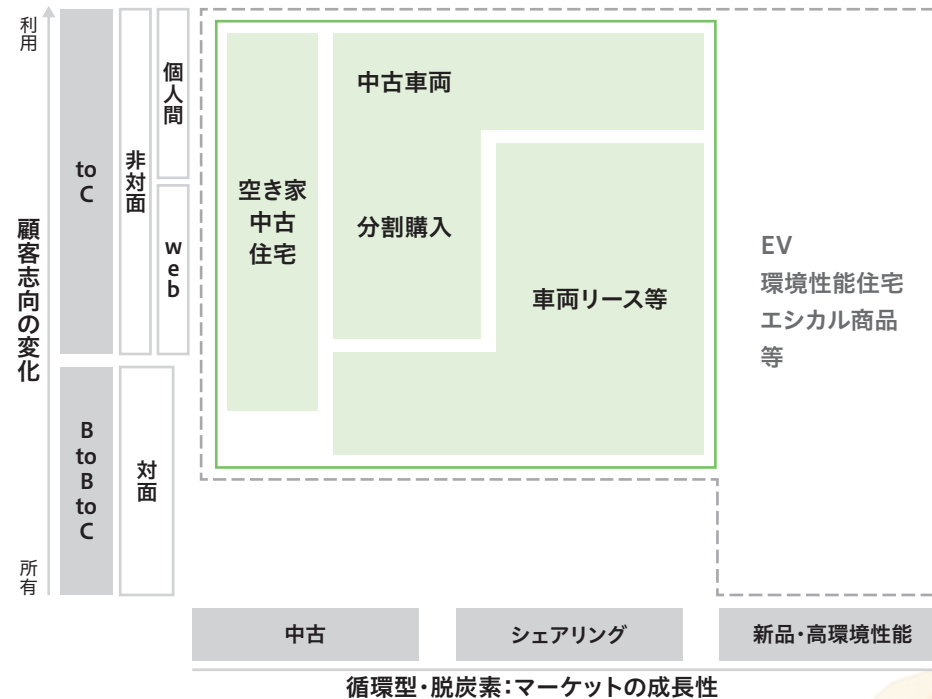 利用
顧客志向の変化
所有
to
C
B
to
B
to
C
非対面
対面
個人間
web
空き家
中古
住宅
中古車両
分割購入
車両リース等
EV
環境性能住宅
エシカル商品
等
中古
シェアリング
新品・高環境性能
循環型・脱炭素：マーケットの成長性